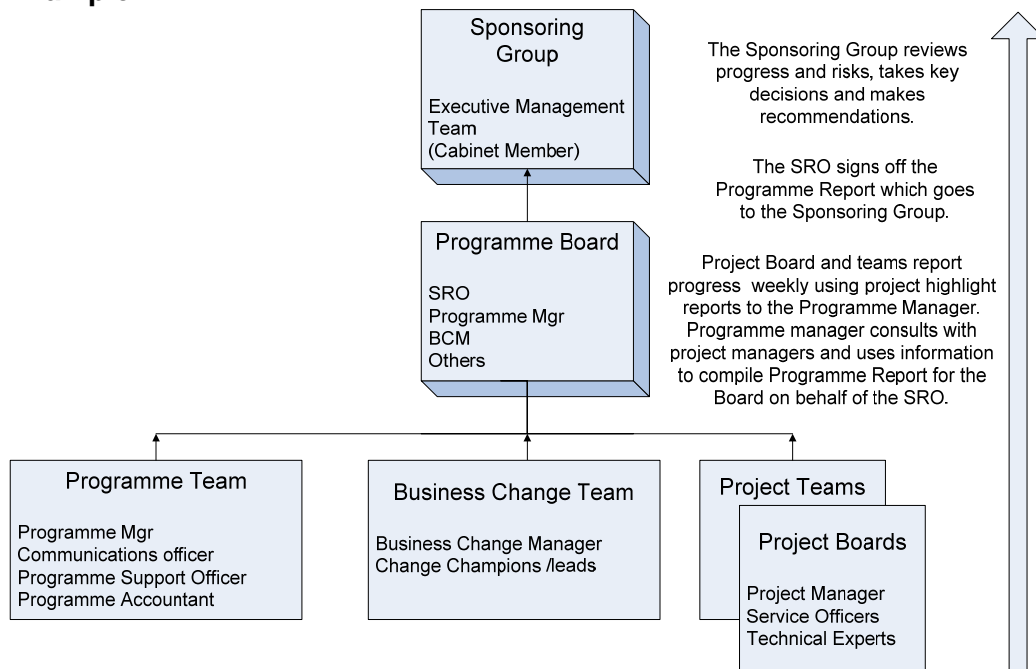 Sponsoring
Group
Executive Management
Team
(Cabinet Member)
The Sponsoring Group reviews
progress and risks, takes key
decisions and makes
recommendations.
The SRO signs off the
Programme Report which goes
to the Sponsoring Group.
Programme Board
SRO
Programme Mgr
BCM
Others
Project Board and teams report
progress weekly using project highlight
reports to the Programme Manager.
Programme manager consults with
project managers and uses information
to compile Programme Report for the
Board on behalf of the SRO.
Programme Team
Programme Mgr
Communications officer
Programme Support Officer
Programme Accountant
Business Change Team
Business Change Manager
Change Champions /leads
Project Teams
Project Boards
Project Manager
Service Officers
Technical Experts